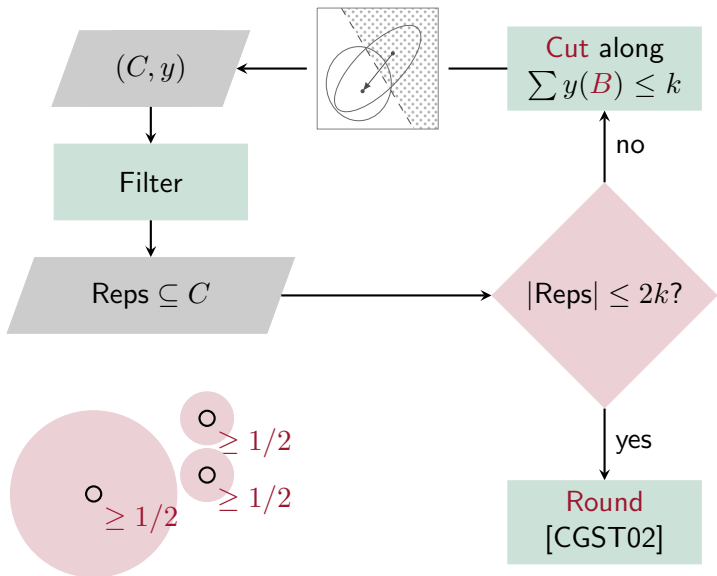 (C, y)
Cut along
∑ y(B) ≤ k
no
Filter
Reps ⊆ C
|Reps| ≤ 2k?
≥ 1/2
≥ 1/2
≥ 1/2
yes
Round
[CGST02]